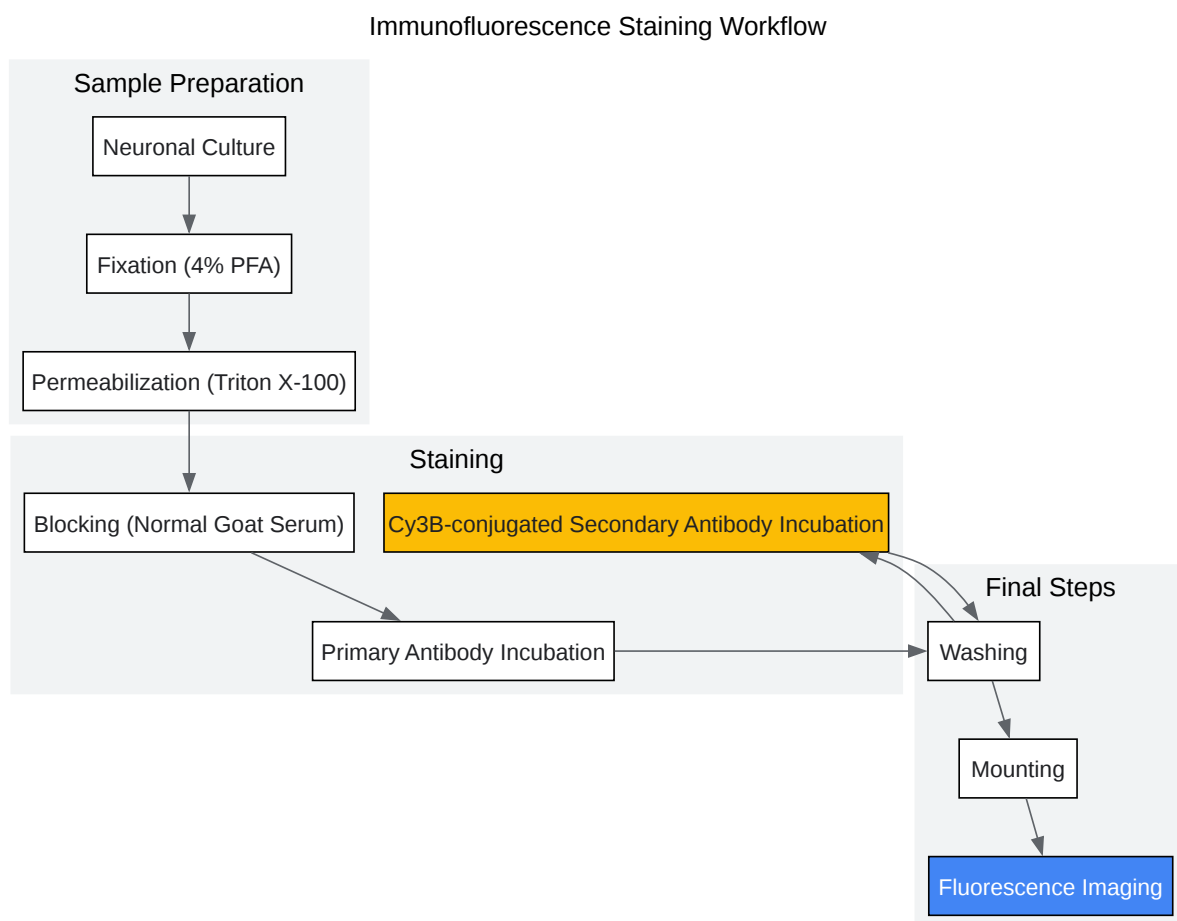 Immunofluorescence Staining Workflow
Sample Preparation
Neuronal Culture
Fixation (4% PFA)
Permeabilization (Triton X-100)
Staining
Blocking (Normal Goat Serum)
Cy3B-conjugated Secondary Antibody Incubation
Primary Antibody Incubation
Final Steps
Washing
Mounting
Fluorescence Imaging